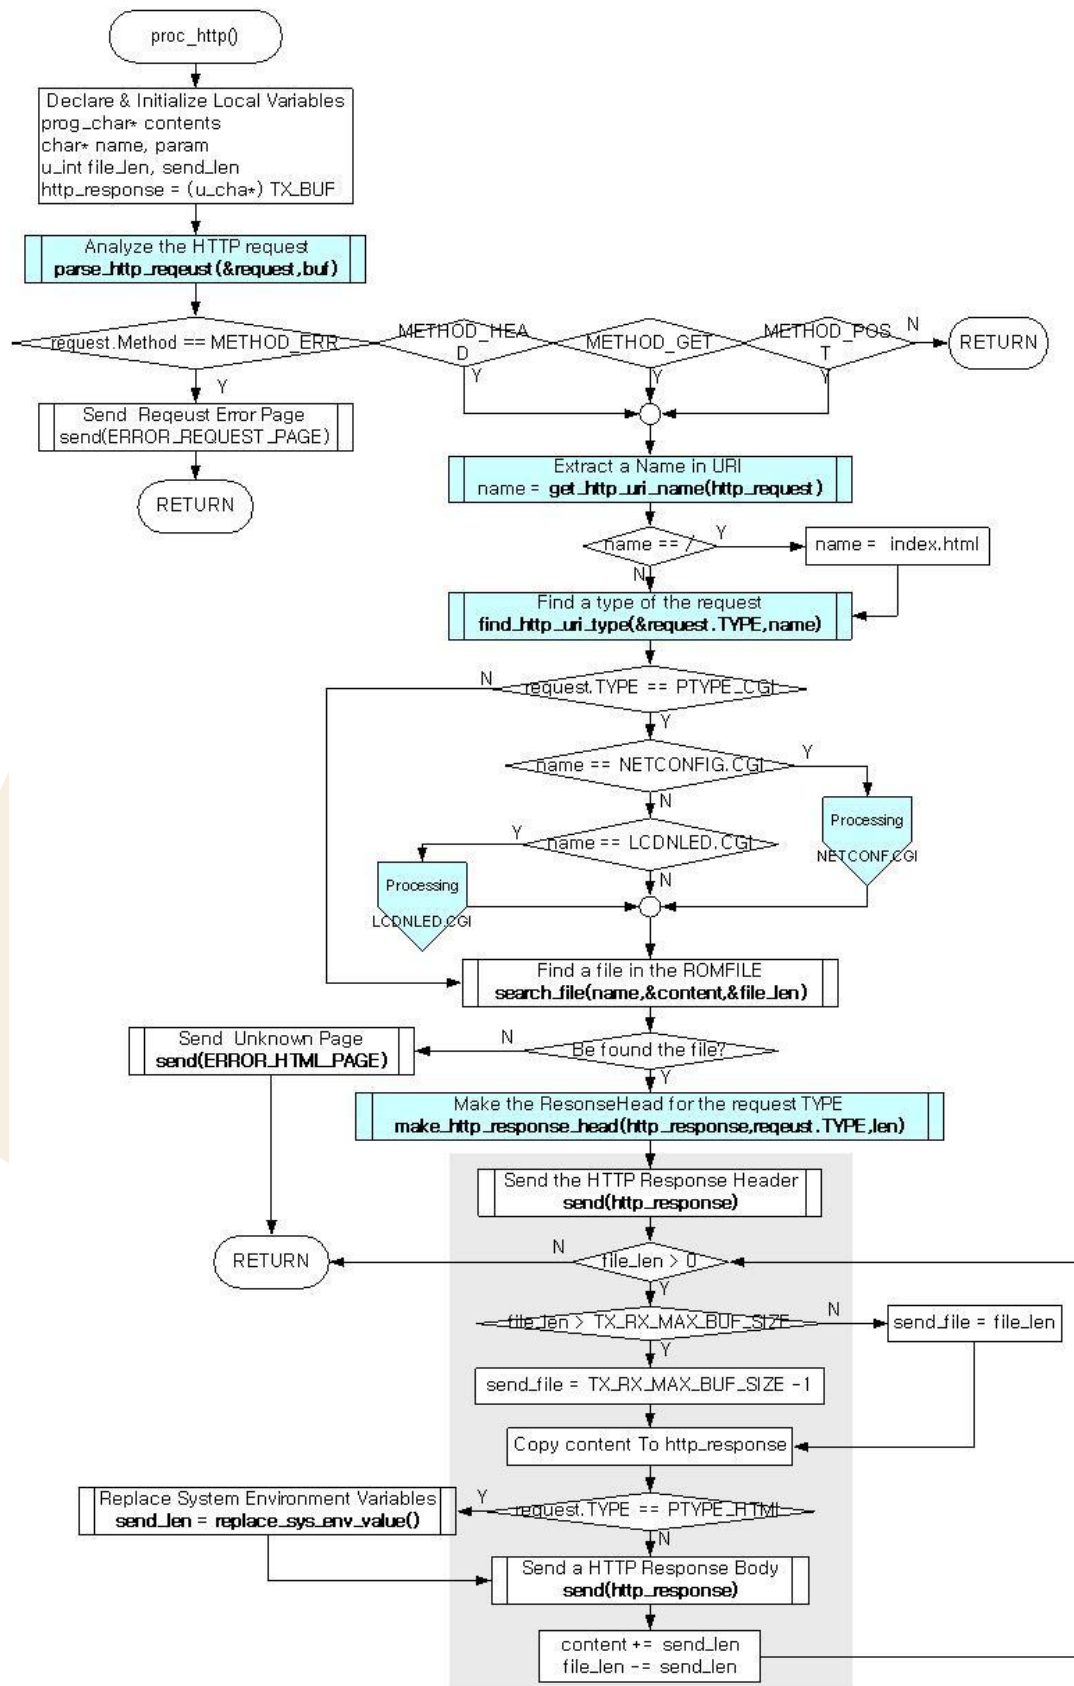 proc_http()
Declare & Initialize Local Variables
prog_char* contents
char* name, param
u_int file_len, send_len
http_response = (u_cha*) TX_BUF
Analyze the HTTP request
parse_http_reqeust(&request,buf)
request.Method == METHOD_ERR
METHOD_HEA
D
METHOD_GET
METHOD_POS
T
N
RETURN
Y
Y
Y
Y
Send Reqeust Error Page
send(ERROR_REQUEST_PAGE)
RETURN
Extract a Name in URI
name = get_http_uri_name(http_request)
name == /
Y
name = index.html
N
Find a type of the request
find_http_uri_type(&request.TYPE,name)
N
request.TYPE == PTYPE_CGI
Y
name == NETCONFIG.CGI
Y
N
Processing
NETCONF.CGI
Y
name == LCDNLED.CGI
N
Processing
LCDNLED.CGI
Find a file in the ROMFILE
search_file(name,&content,&file_len)
Send Unknown Page
send(ERROR_HTML_PAGE)
N
Be found the file?
Y
Make the ResonseHead for the request TYPE
make_http_response_head(http_response,reqeust.TYPE,len)
Send the HTTP Response Header
send(http_response)
RETURN
N
file_len > 0
Y
file_len > TX_RX_MAX_BUF_SIZE
N
send_file = file_len
Y
send_file = TX_RX_MAX_BUF_SIZE -1
Copy content To http_response
Replace System Environment Variables
send_len = replace_sys_env_value()
Y
request.TYPE == PTYPE_HTML
N
Send a HTTP Response Body
send(http_response)
content += send_len
file_len -= send_len